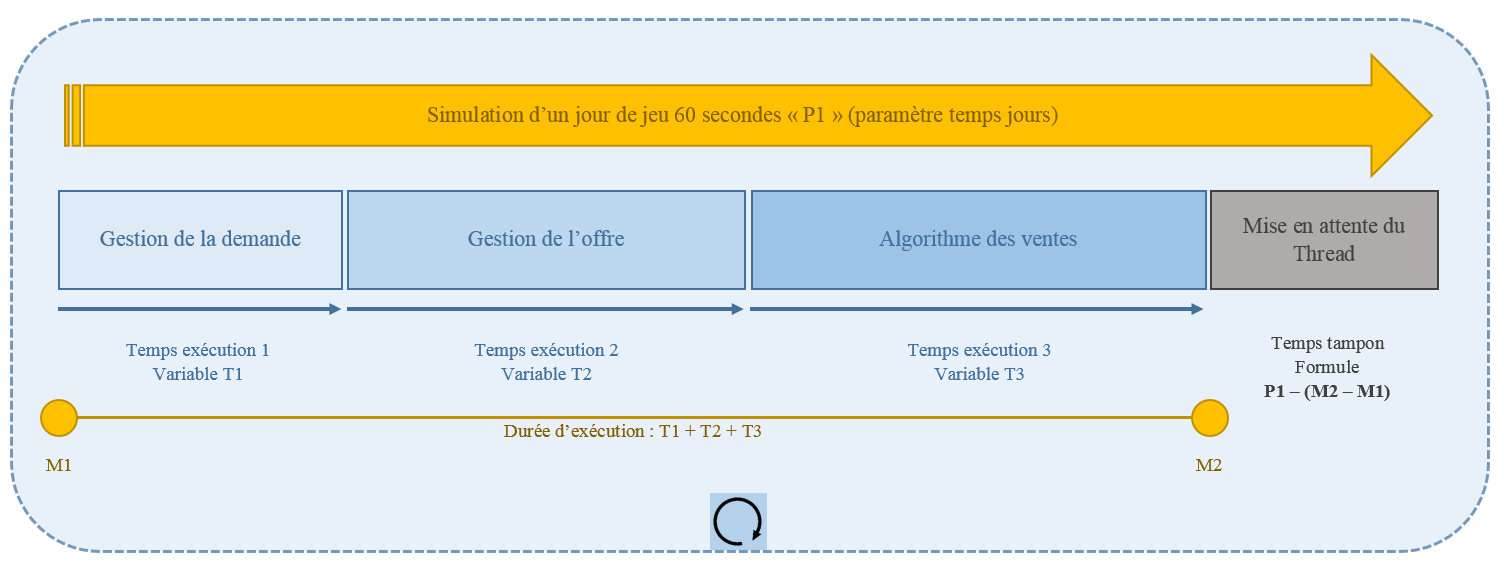 Simulation d’un jour de jeu 60 secondes « P1 » (paramètre temps jours)
Gestion de la demande
Gestion de l’offre
Algorithme des ventes
Mise en attente du
Thread
Temps exécution 1
Variable T1
Temps exécution 2
Variable T2
Temps exécution 3
Variable T3
Temps tampon
Formule
P1 – (M2 – M1)
Durée d’exécution : T1 + T2 + T3
M1
M2